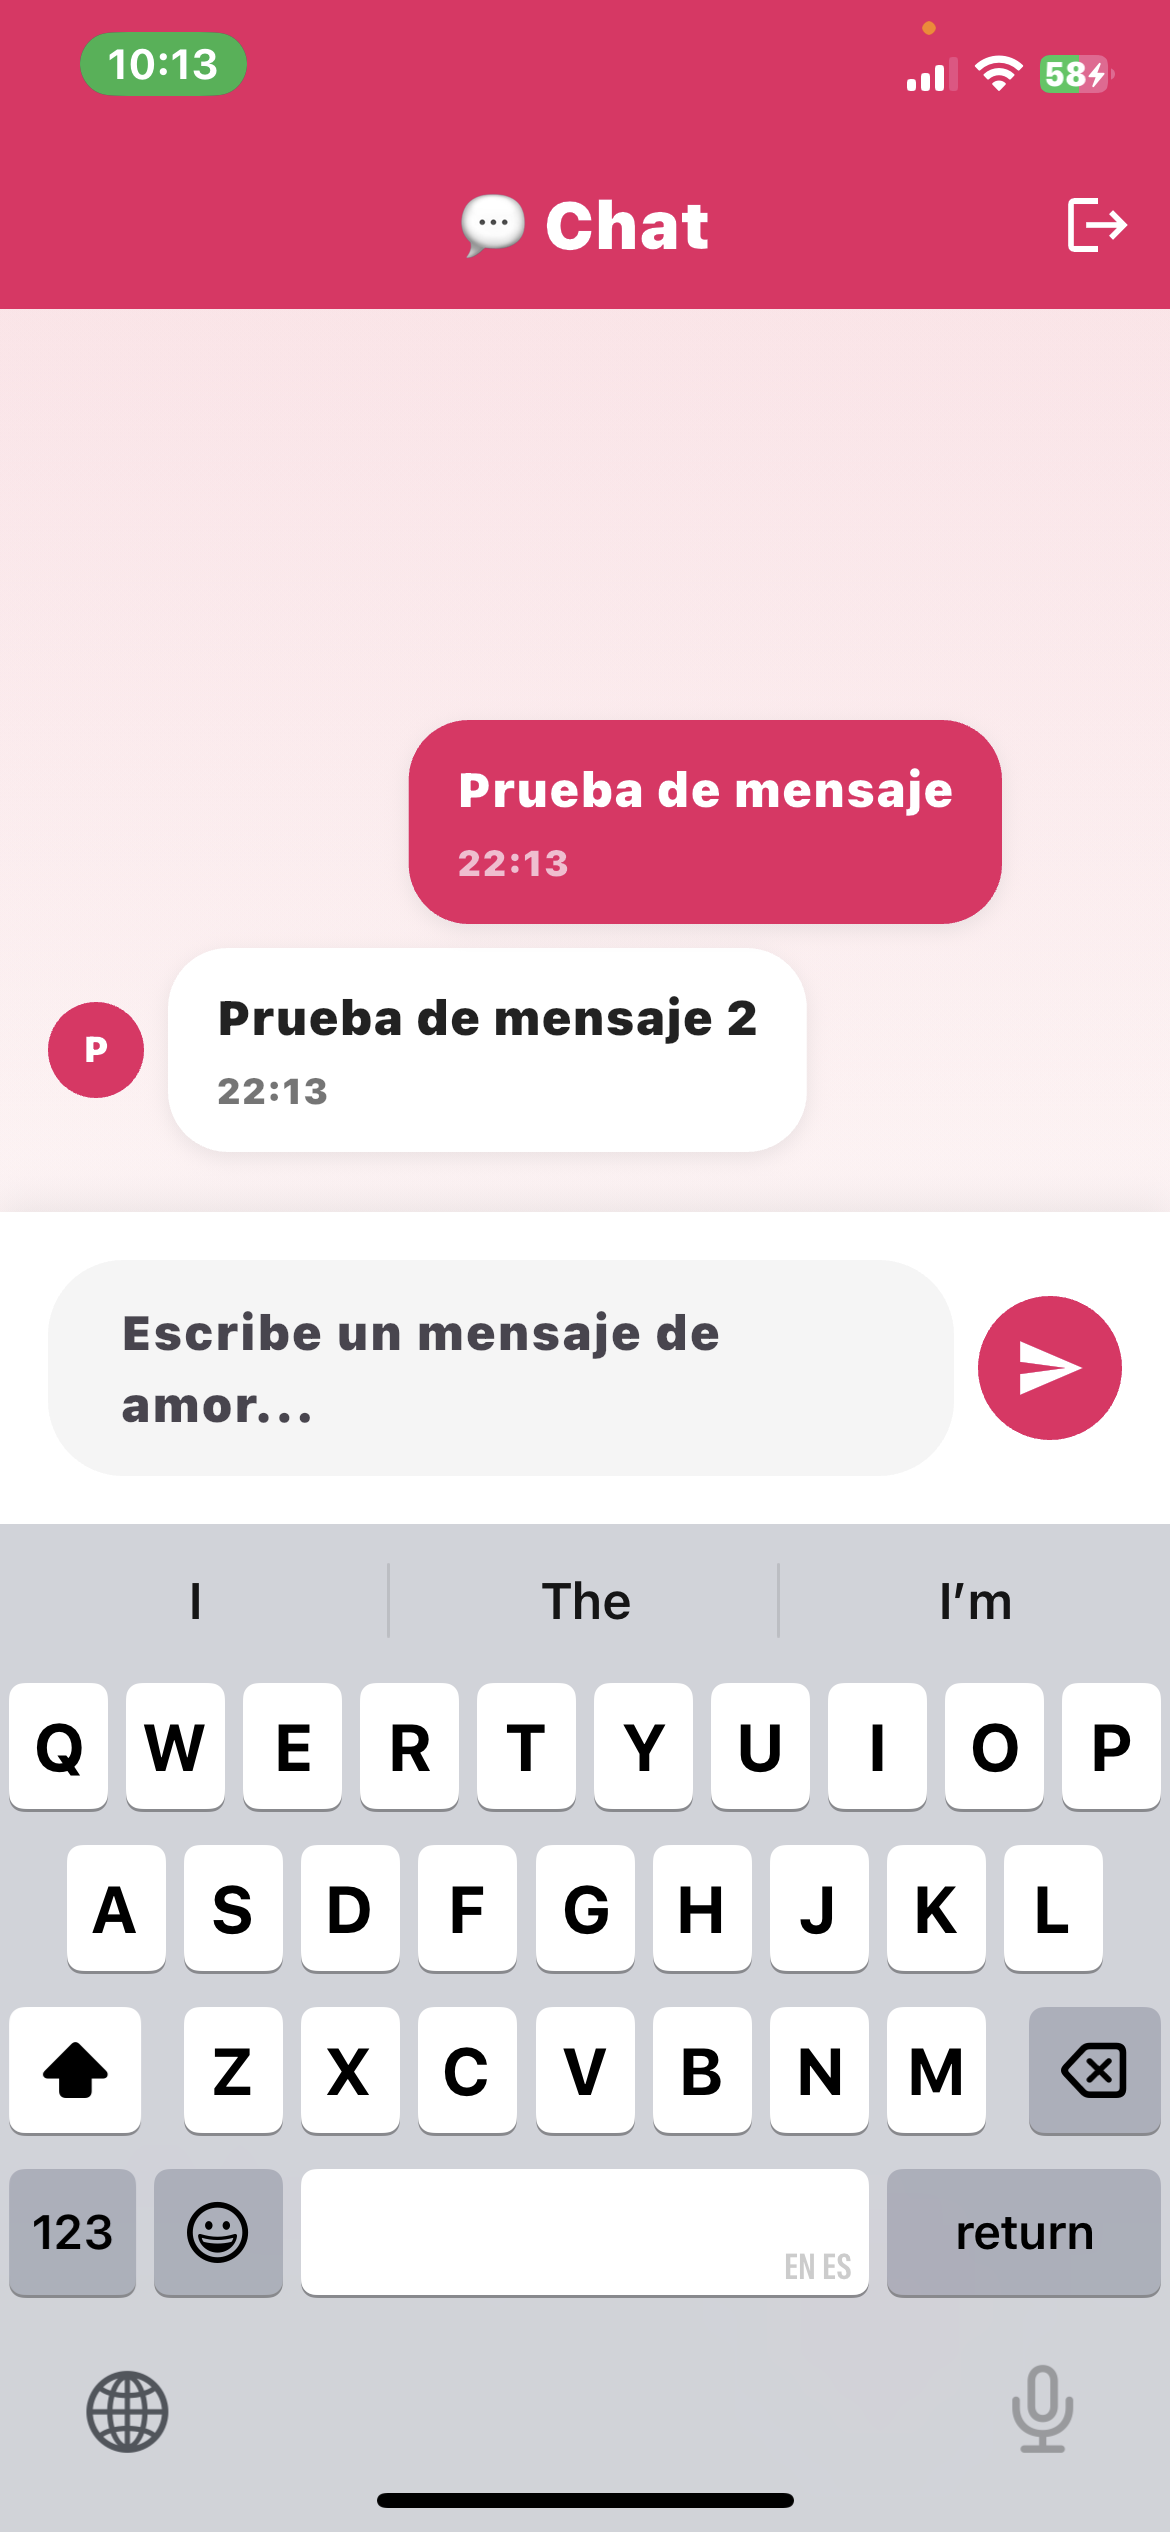 10:13
58
💬 Chat
Prueba de mensaje
22:13
P
Prueba de mensaje 2
22:13
Escribe un mensaje de
amor...
I The I'm
Q W E R T Y U I O P
A S D F G H J K L
Z X C V B N M
123 EN ES return